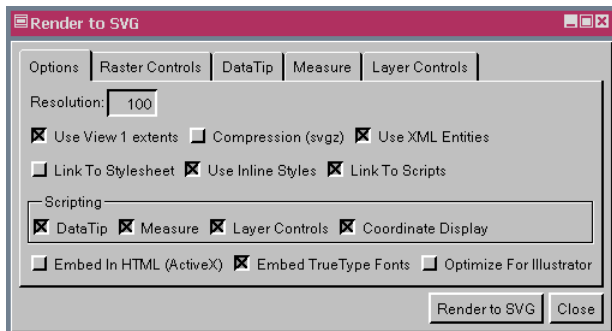 Render to SVG
Options Raster Controls DataTip Measure Layer Controls
Resolution: 100
Use View 1 extents Compression (svgz) Use XML Entities
Link To Stylesheet Use Inline Styles Link To Scripts
Scripting
DataTip Measure Layer Controls Coordinate Display
Embed In HTML (ActiveX) Embed TrueType Fonts Optimize For Illustrator
Render to SVG Close